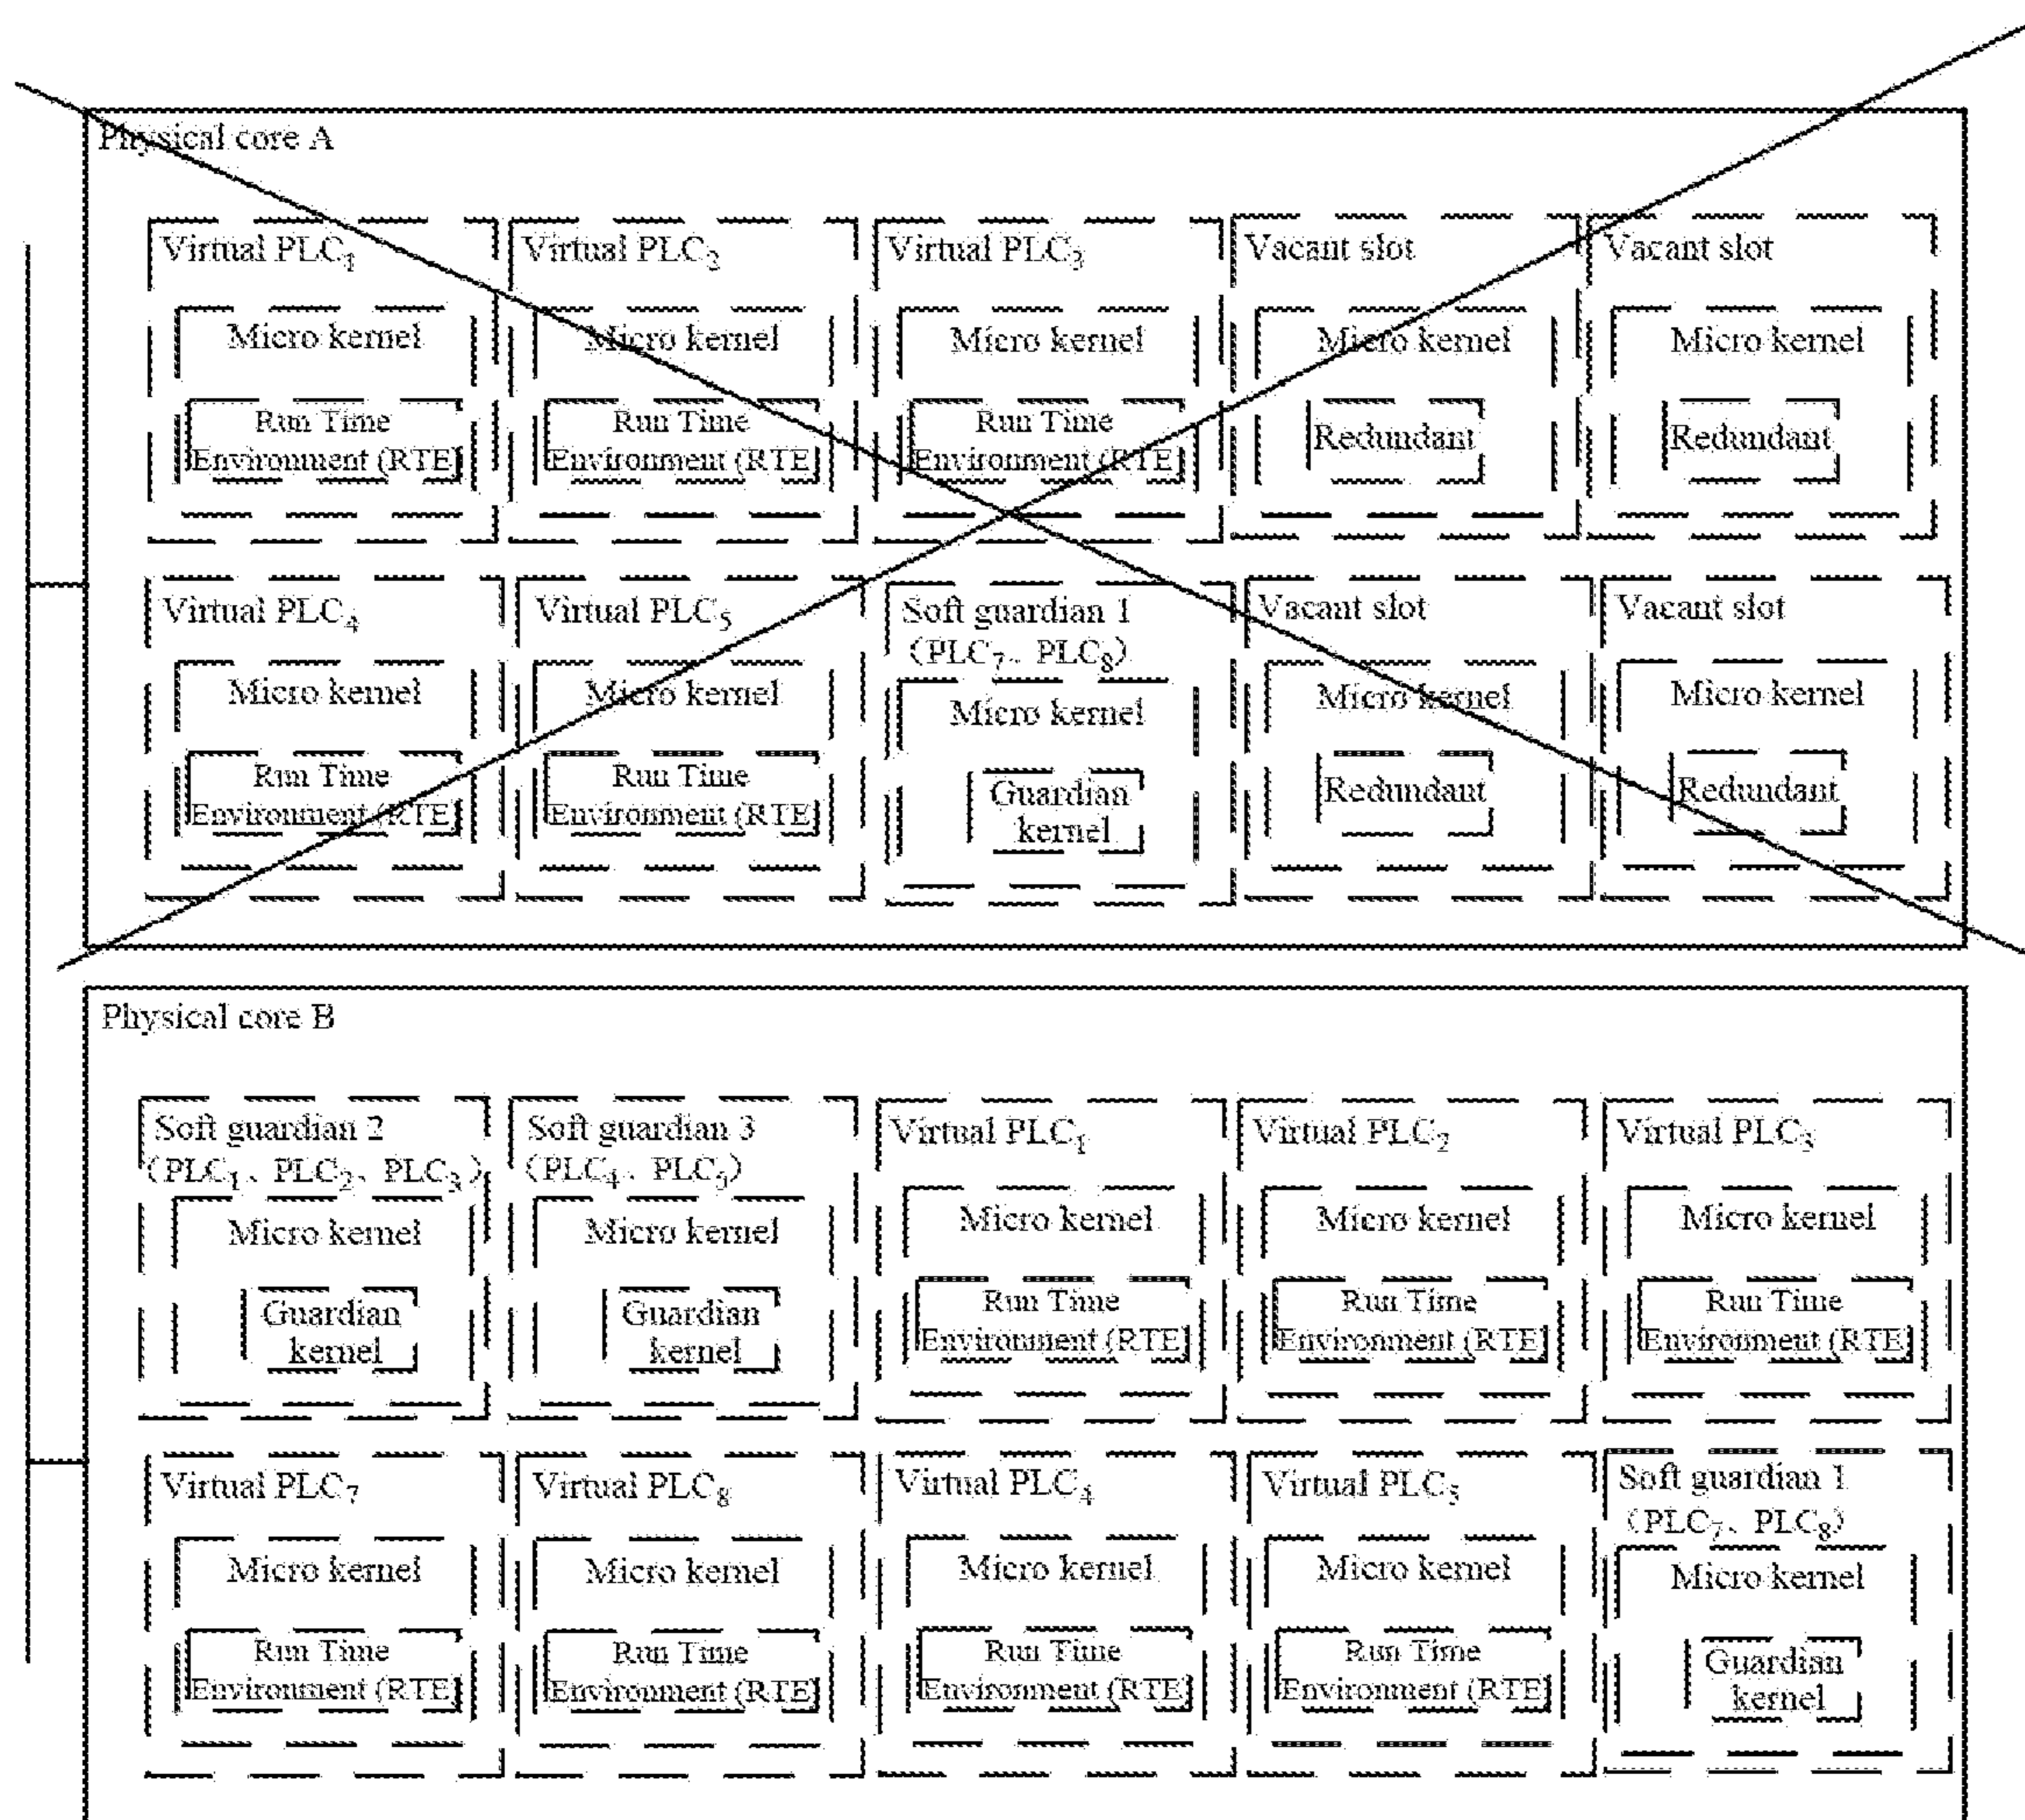 Physical core A
Virtual PLC1
Virtual PLC2
Virtual PLC3
Vacant slot
Vacant slot
Micro kernel
Micro kernel
Micro kernel
Micro kernel
Micro kernel
Run Time
Environment (RTE)
Run Time
Environment (RTE)
Run Time
Environment (RTE)
Redundant
Redundant
Virtual PLC4
Virtual PLC5
Soft guardian 1
(PLC7、PLC8)
Vacant slot
Vacant slot
Micro kernel
Micro kernel
Micro kernel
Micro kernel
Micro kernel
Run Time
Environment (RTE)
Run Time
Environment (RTE)
Guardian
kernel
Redundant
Redundant
Physical core B
Soft guardian 2
(PLC1、PLC2、PLC3)
Soft guardian 3
(PLC4、PLC5)
Virtual PLC1
Virtual PLC2
Virtual PLC3
Micro kernel
Micro kernel
Micro kernel
Micro kernel
Micro kernel
Guardian
kernel
Guardian
kernel
Run Time
Environment (RTE)
Run Time
Environment (RTE)
Run Time
Environment (RTE)
Virtual PLC7
Virtual PLC8
Virtual PLC4
Virtual PLC5
Soft guardian 1
(PLC7、PLC8)
Micro kernel
Micro kernel
Micro kernel
Micro kernel
Micro kernel
Run Time
Environment (RTE)
Run Time
Environment (RTE)
Run Time
Environment (RTE)
Run Time
Environment (RTE)
Guardian
kernel